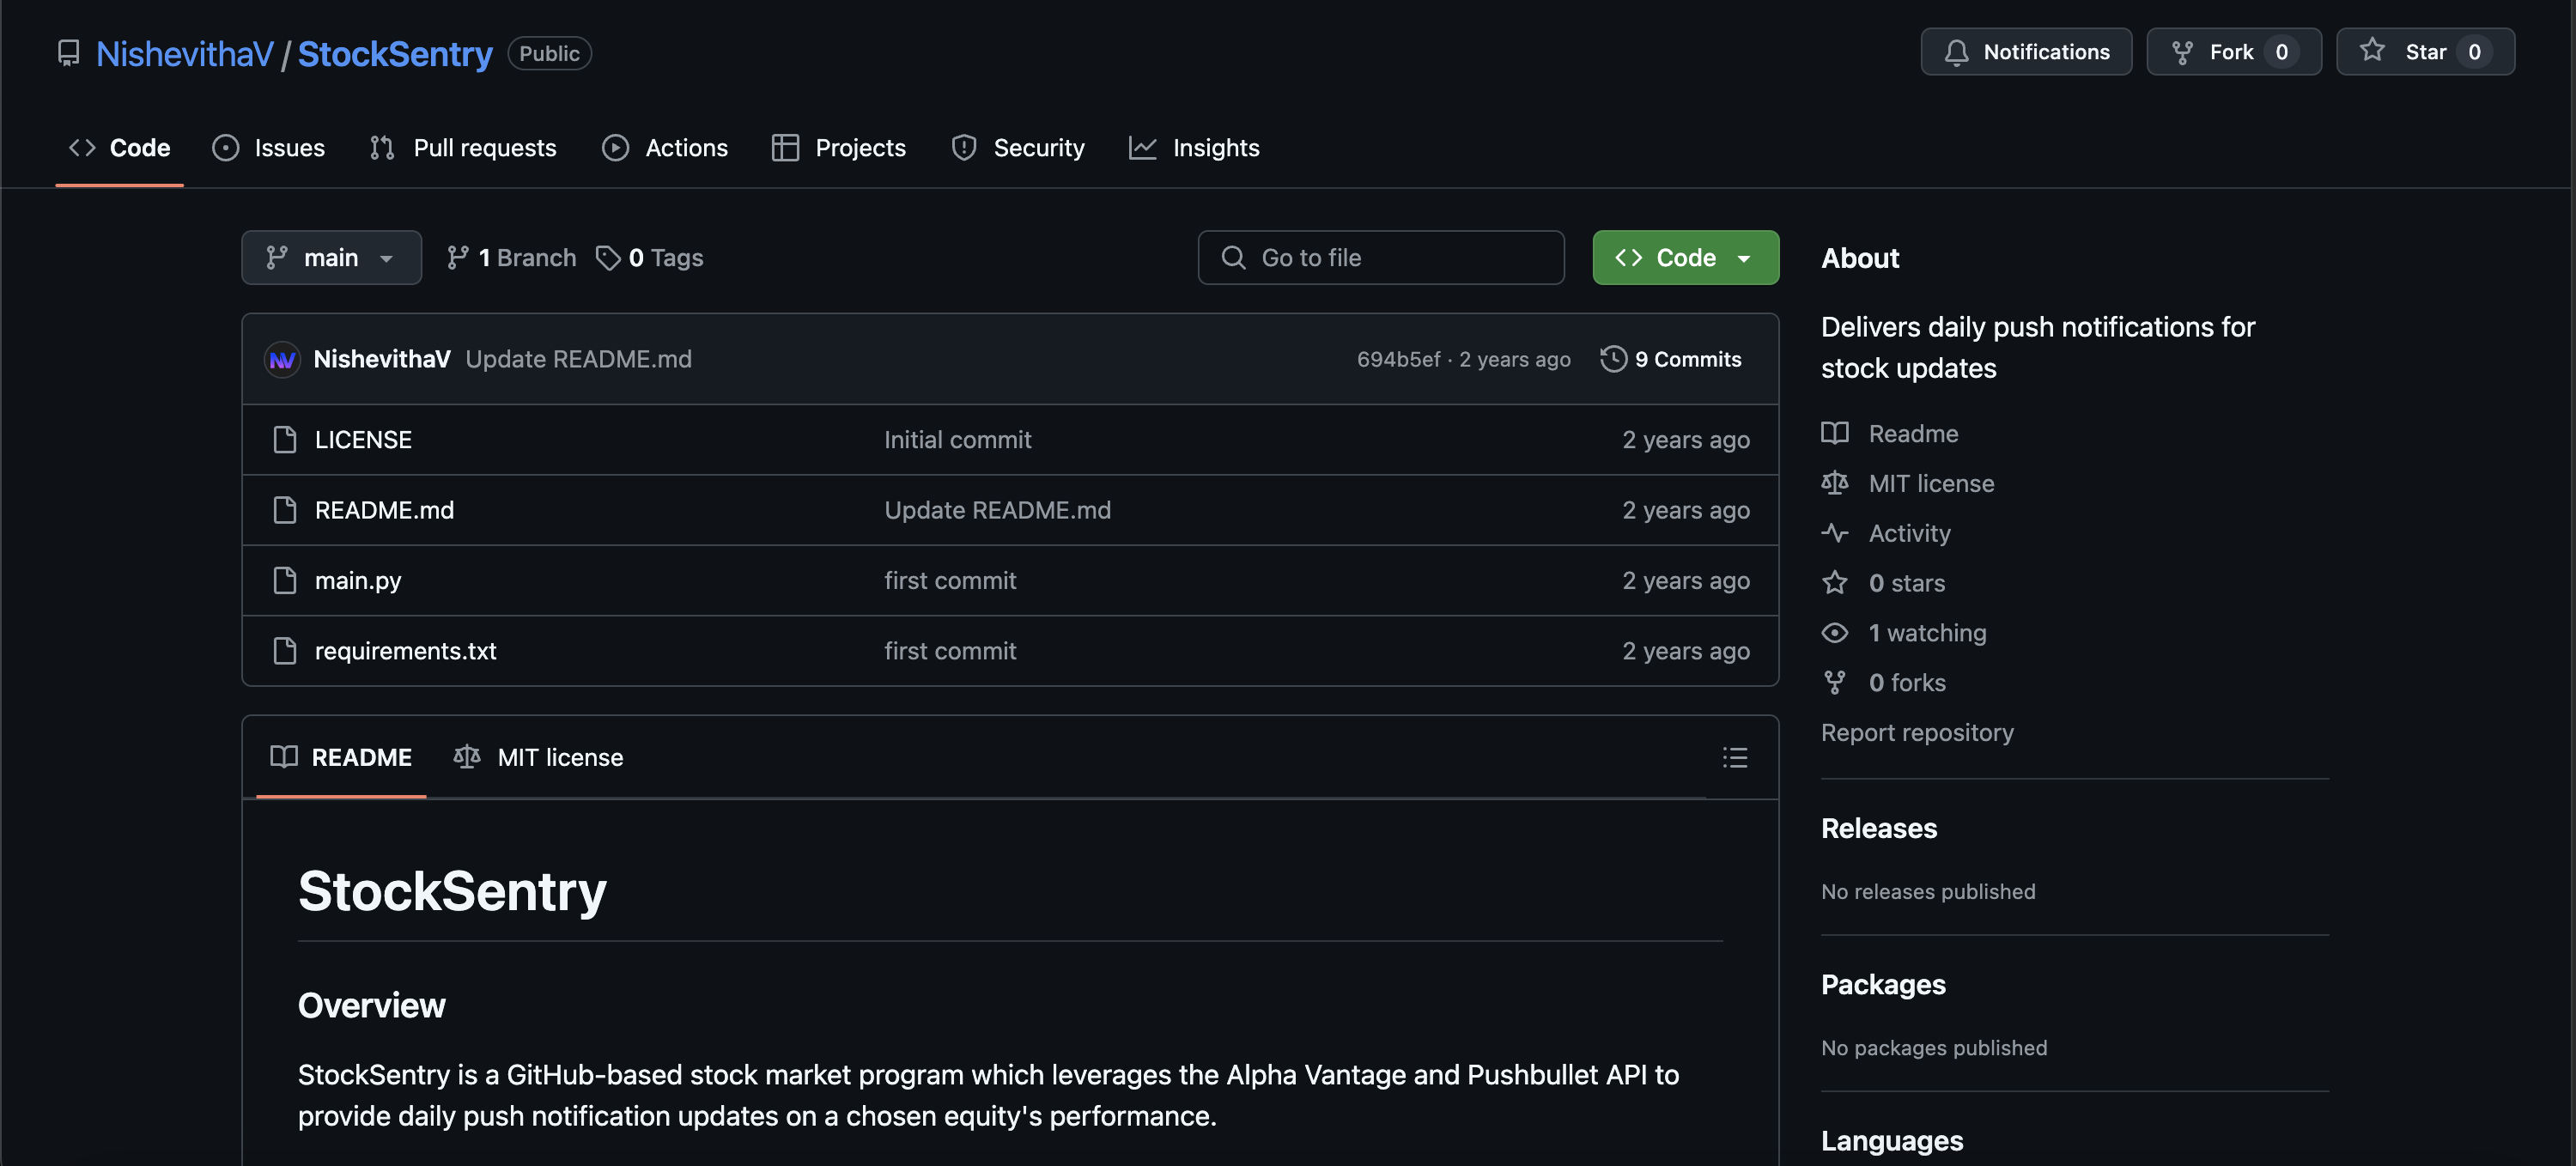 NishevithaV / StockSentry Public
Notifications
Fork 0
Star 0
Code
Issues
Pull requests
Actions
Projects
Security
Insights
main
1 Branch
0 Tags
Go to file
Code
NV NishevithaV Update README.md 694b5ef · 2 years ago 9 Commits
LICENSE Initial commit 2 years ago
README.md Update README.md 2 years ago
main.py first commit 2 years ago
requirements.txt first commit 2 years ago
README
MIT license
StockSentry
Overview
StockSentry is a GitHub-based stock market program which leverages the Alpha Vantage and Pushbullet API to
provide daily push notification updates on a chosen equity's performance.
About
Delivers daily push notifications for
stock updates
Readme
MIT license
Activity
0 stars
1 watching
0 forks
Report repository
Releases
No releases published
Packages
No packages published
Languages